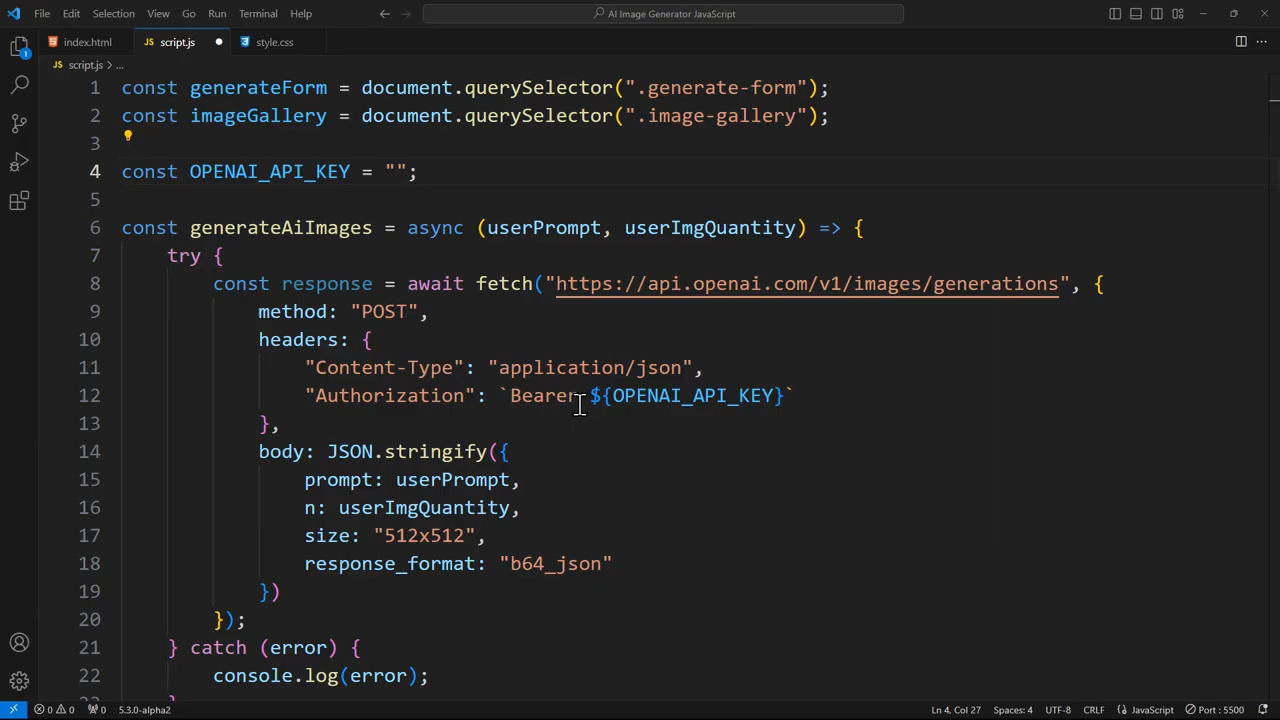 File Edit Selection View Go Run Terminal Help AI Image Generator JavaScript
index.html JS script.js style.css
JS script.js > ...
1 const generateForm = document.querySelector(".generate-form");
2 const imageGallery = document.querySelector(".image-gallery");
3
4 const OPENAI_API_KEY = "";
5
6 const generateAiImages = async (userPrompt, userImgQuantity) => {
7 try {
8 const response = await fetch("https://api.openai.com/v1/images/generations", {
9 method: "POST",
10 headers: {
11 "Content-Type": "application/json",
12 "Authorization": `Bearer ${OPENAI_API_KEY}`
13 },
14 body: JSON.stringify({
15 prompt: userPrompt,
16 n: userImgQuantity,
17 size: "512x512",
18 response_format: "b64_json"
19 })
20 });
21 } catch (error) {
22 console.log(error);
1
0 0 0 5.3.0-alpha2 Ln 4, Col 27 Spaces: 4 UTF-8 CRLF {} JavaScript Port : 5500